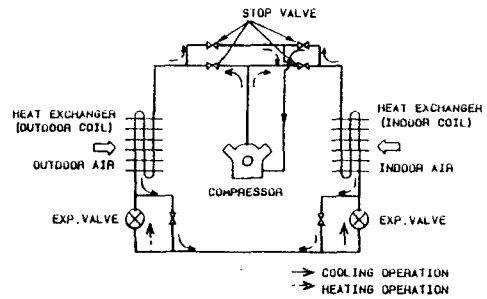 STOP VALVE
HEAT EXCHANGER
(OUTDOOR COIL)
HEAT EXCHANGER
(INDOOR COIL)
OUTDOOR AIR
INDOOR AIR
COMPRESSOR
EXP.VALVE
EXP.VALVE
COOLING OPERATION
HEATING OPERATION